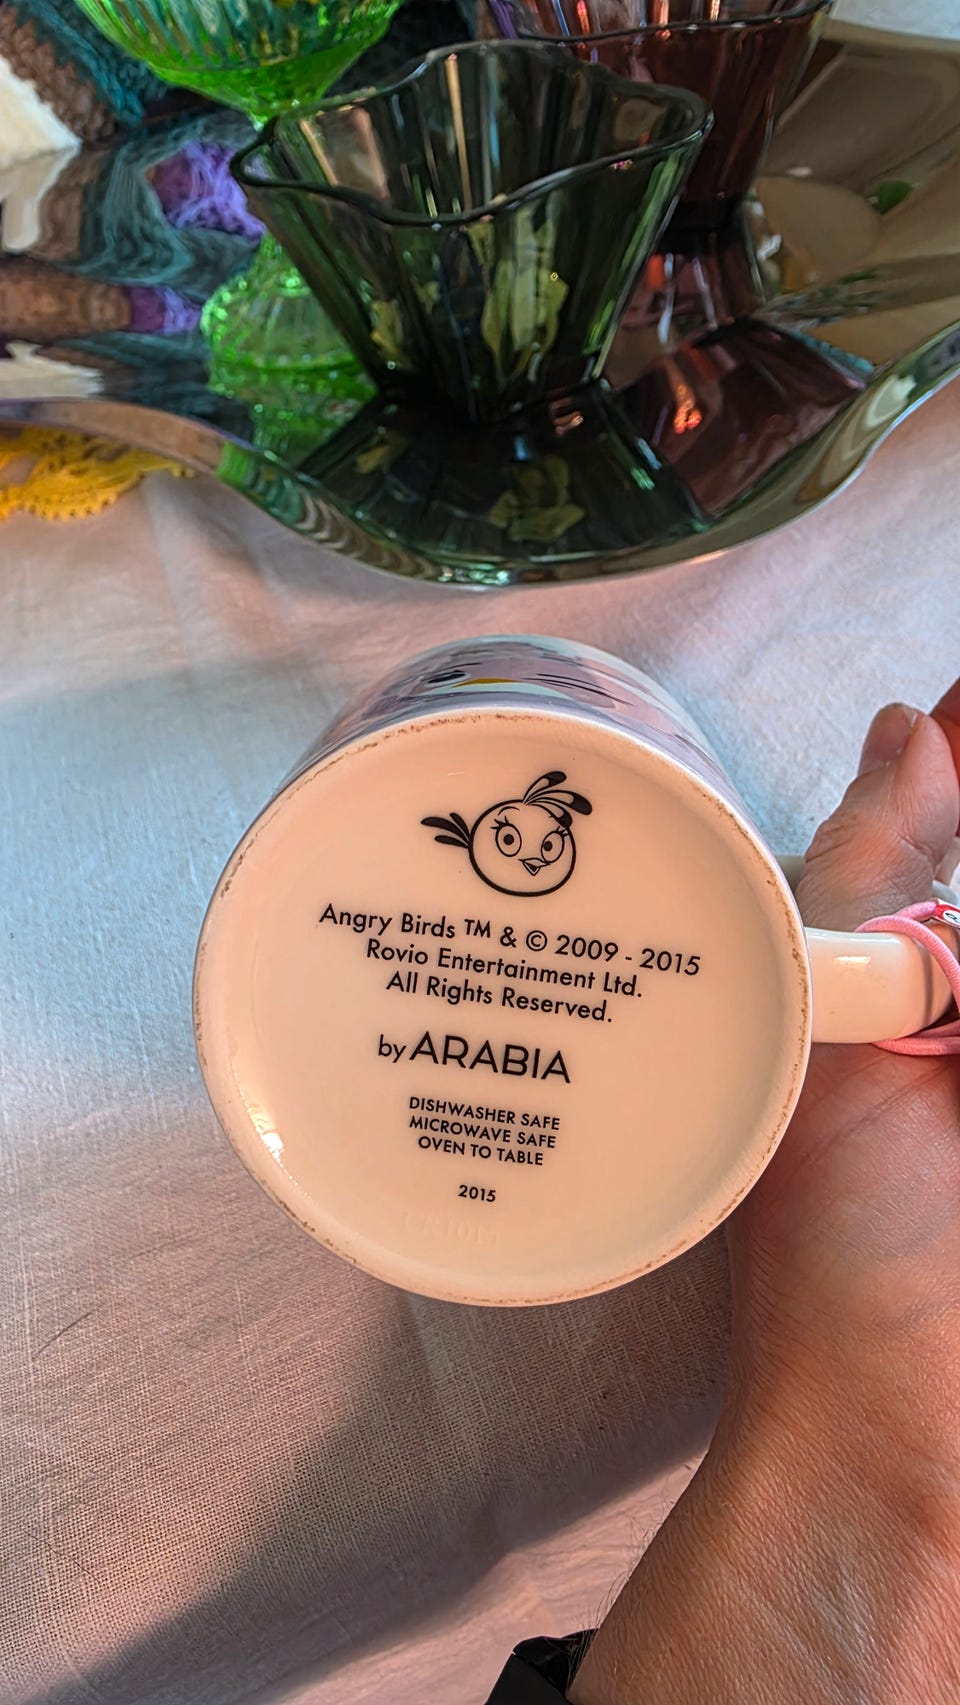 Angry Birds ™ & © 2009 - 2015
Rovio Entertainment Ltd.
All Rights Reserved.
by ARABIA
DISHWASHER SAFE
MICROWAVE SAFE
OVEN TO TABLE
2015